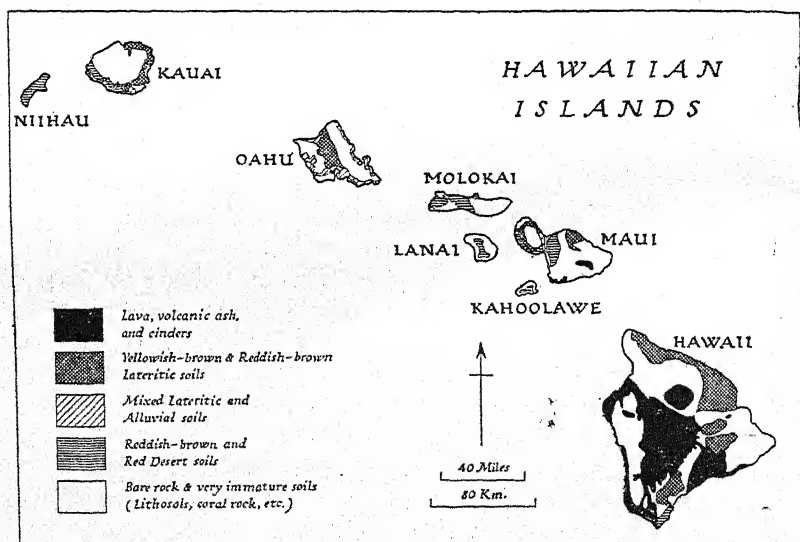 HAWAIIAN
ISLANDS
KAUAI
NIIHAU
OAHU
MOLOKAI
LANAI
MAUI
KAHOOLAWE
HAWAII
Lava, volcanic ash,
and cinders
Yellowish-brown & Reddish-brown
Lateritic soils
Mixed Lateritic and
Alluvial soils
Reddish-brown and
Red Desert soils
Bare rock & very immature soils
(Lithosols, coral rock, etc.)
40 Miles
80 Km.